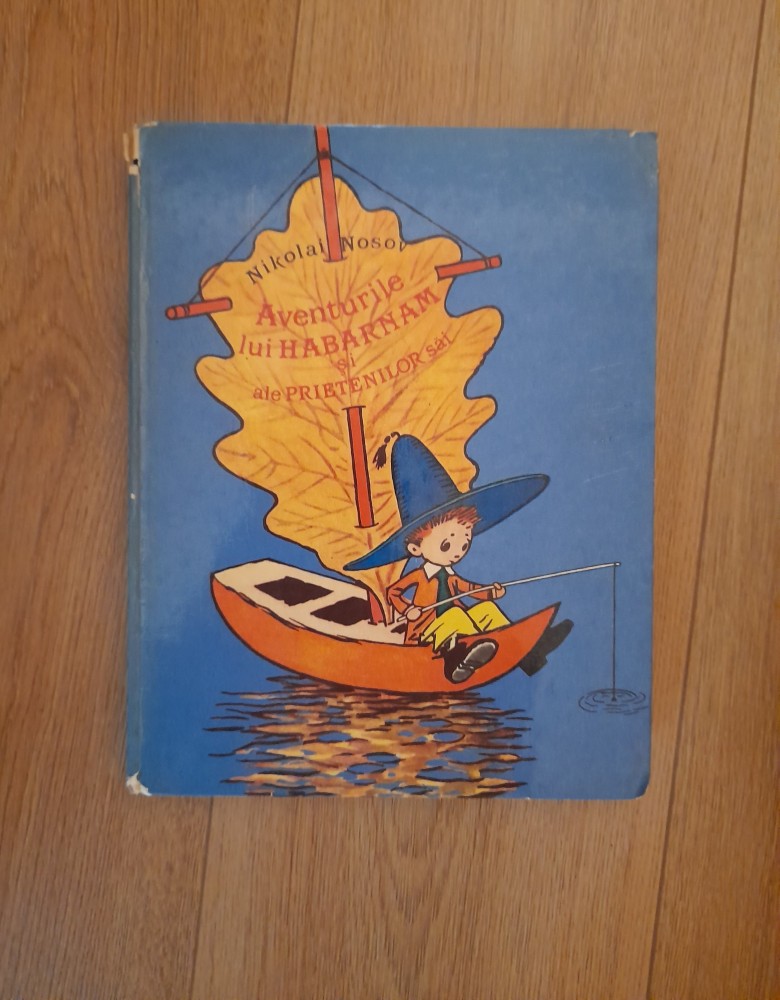 Nikolai Nosov
Aventurile
lui HABARNAM
și
ale PRIETENILOR săi